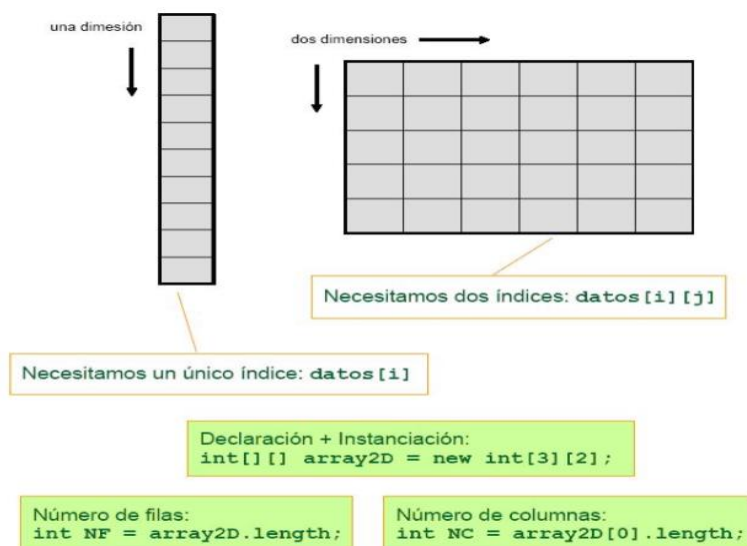 una dimesión
dos dimensiones
Necesitamos dos índices: datos[i][j]
Necesitamos un único índice: datos[i]
Declaración + Instanciación:
int[][] array2D = new int[3][2];
Número de filas:
int NF = array2D.length;
Número de columnas:
int NC = array2D[0].length;